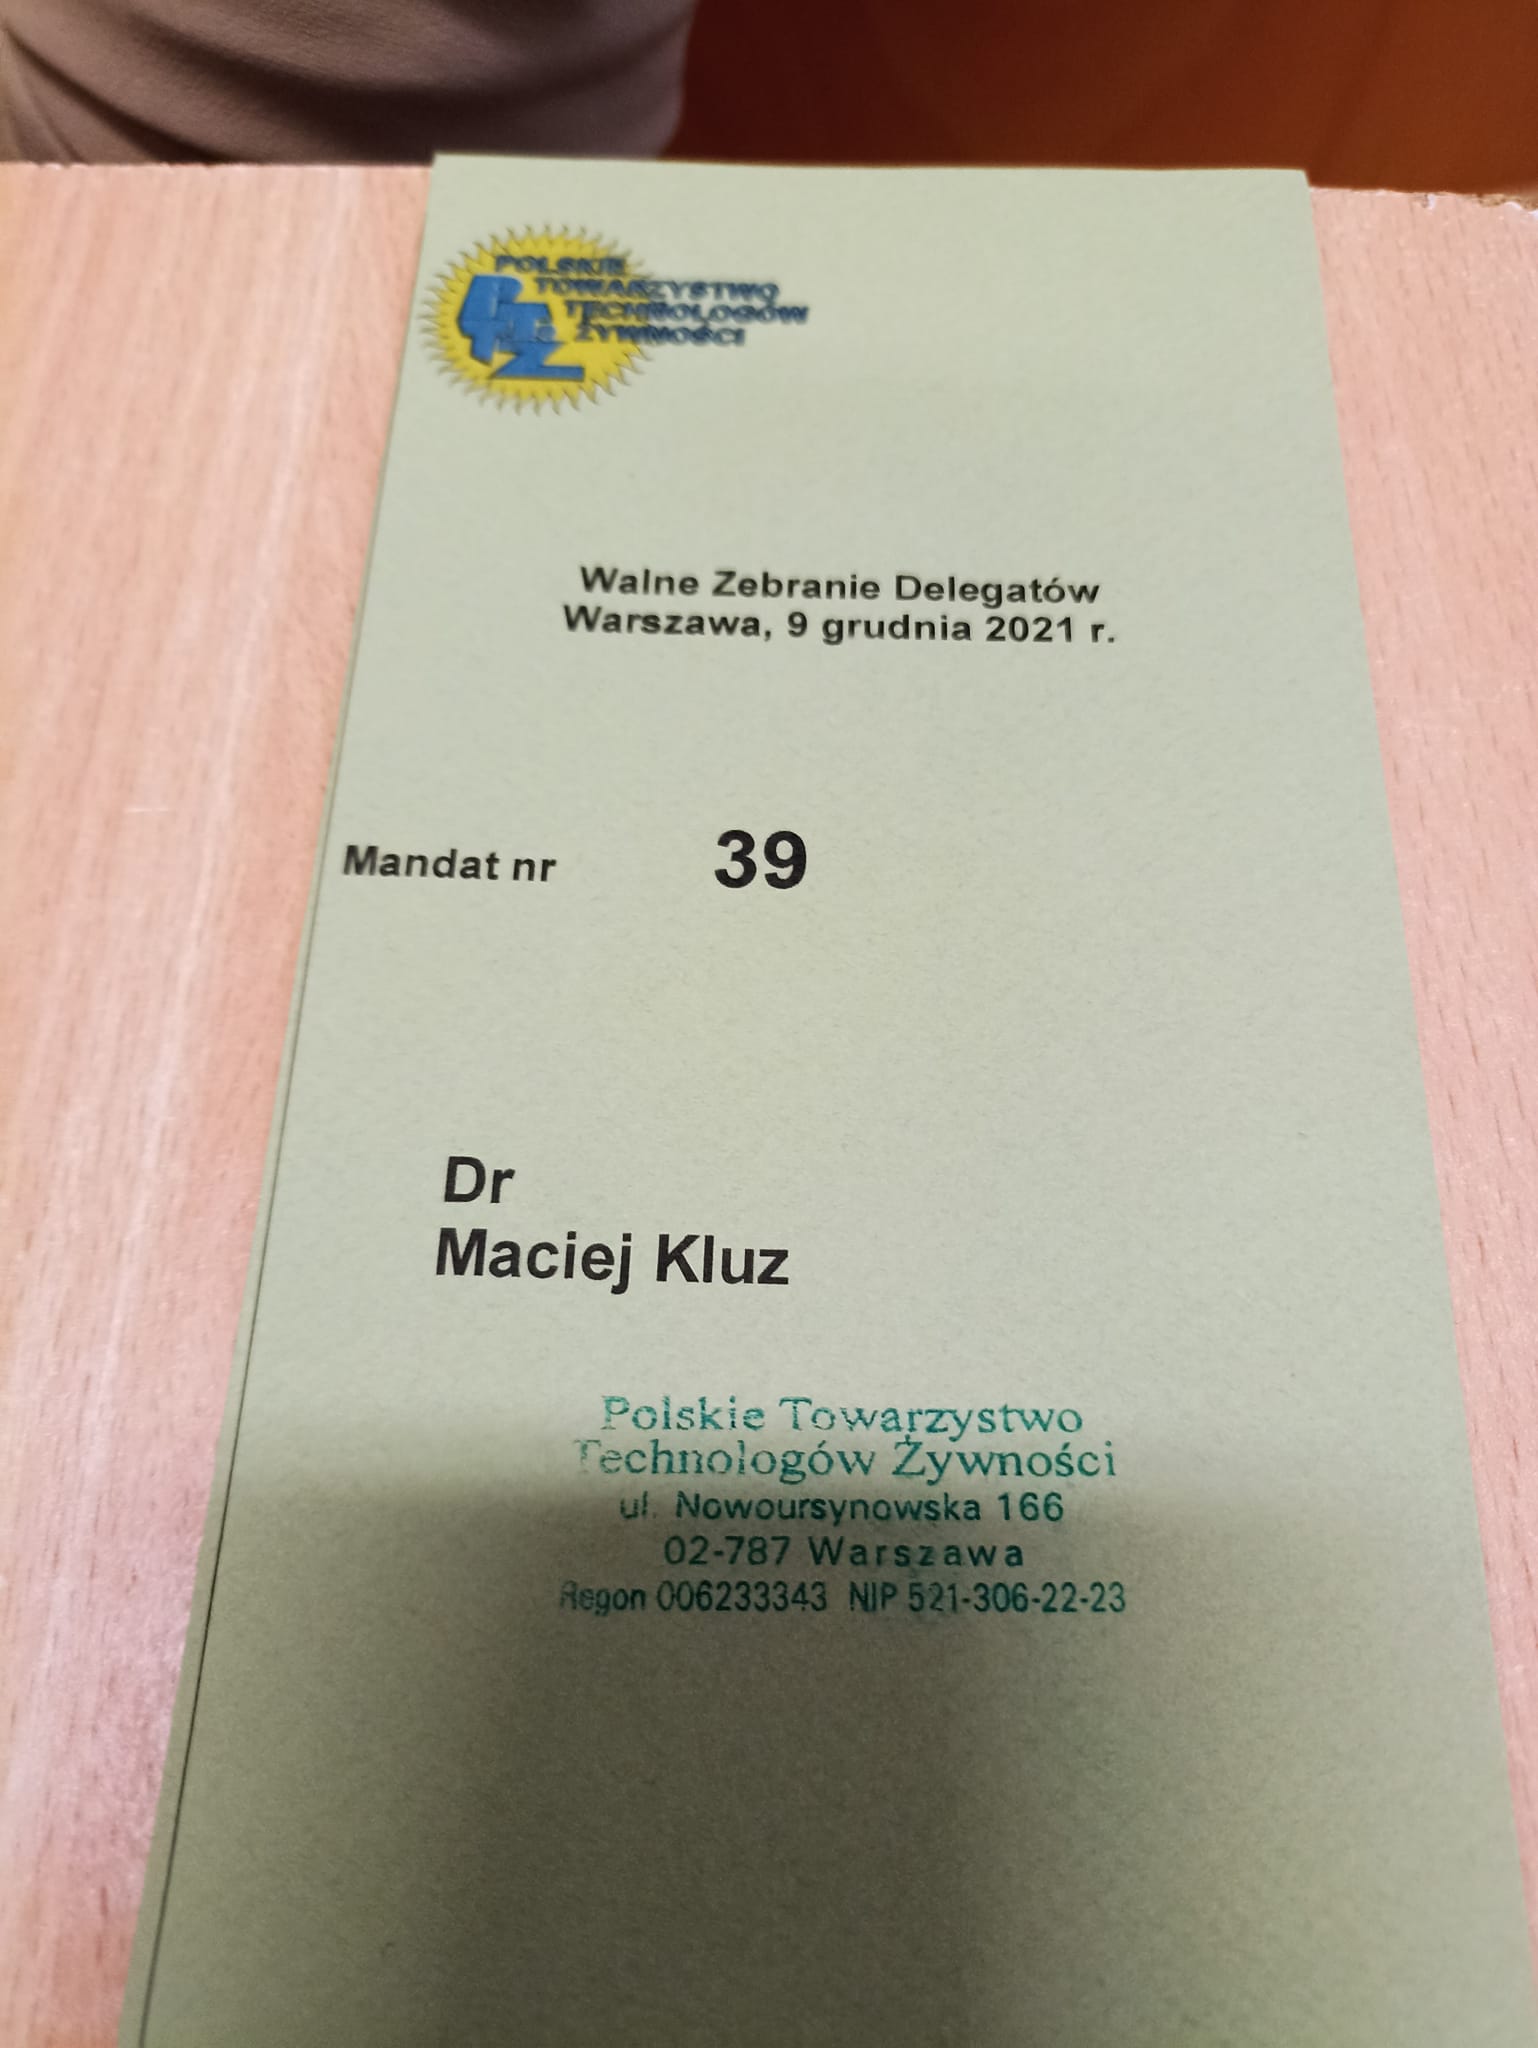 POLSKIE
TOWARZYSTWO
TECHNOLOGÓW
ŻYWNOŚCI
PTTŻ
Walne Zebranie Delegatów
Warszawa, 9 grudnia 2021 r.
Mandat nr 39
Dr
Maciej Kluz
Polskie Towarzystwo
Technologów Żywności
ul. Nowoursynowska 166
02-787 Warszawa
Regon 006233343 NIP 521-306-22-23